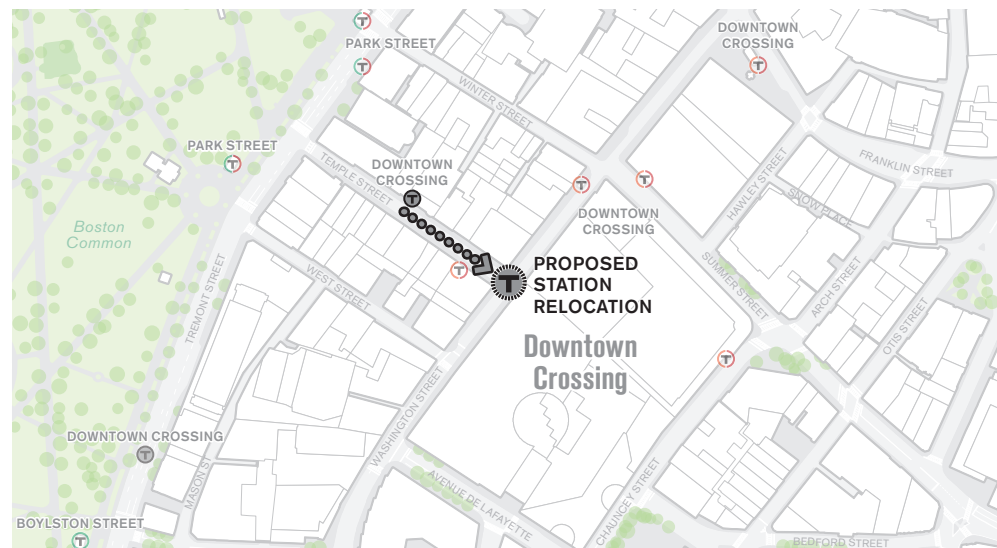 PARK STREET
DOWNTOWN
CROSSING
WINTER STREET
PARK STREET
TEMPLE STREET
DOWNTOWN
CROSSING
FRANKLIN STREET
HAWLEY STREET
SNOW PLACE
Boston
Common
DOWNTOWN
CROSSING
WEST STREET
TREMONT STREET
PROPOSED
STATION
RELOCATION
SUMMER STREET
ARCH STREET
OTIS STREET
Downtown
Crossing
WASHINGTON STREET
DOWNTOWN CROSSING
MASON ST
AVENUE DE LAFAYETTE
CHAUNCEY STREET
BOYLSTON STREET
BEDFORD STREET
T
T
T
T
T
T
T
T
T
T
T
T